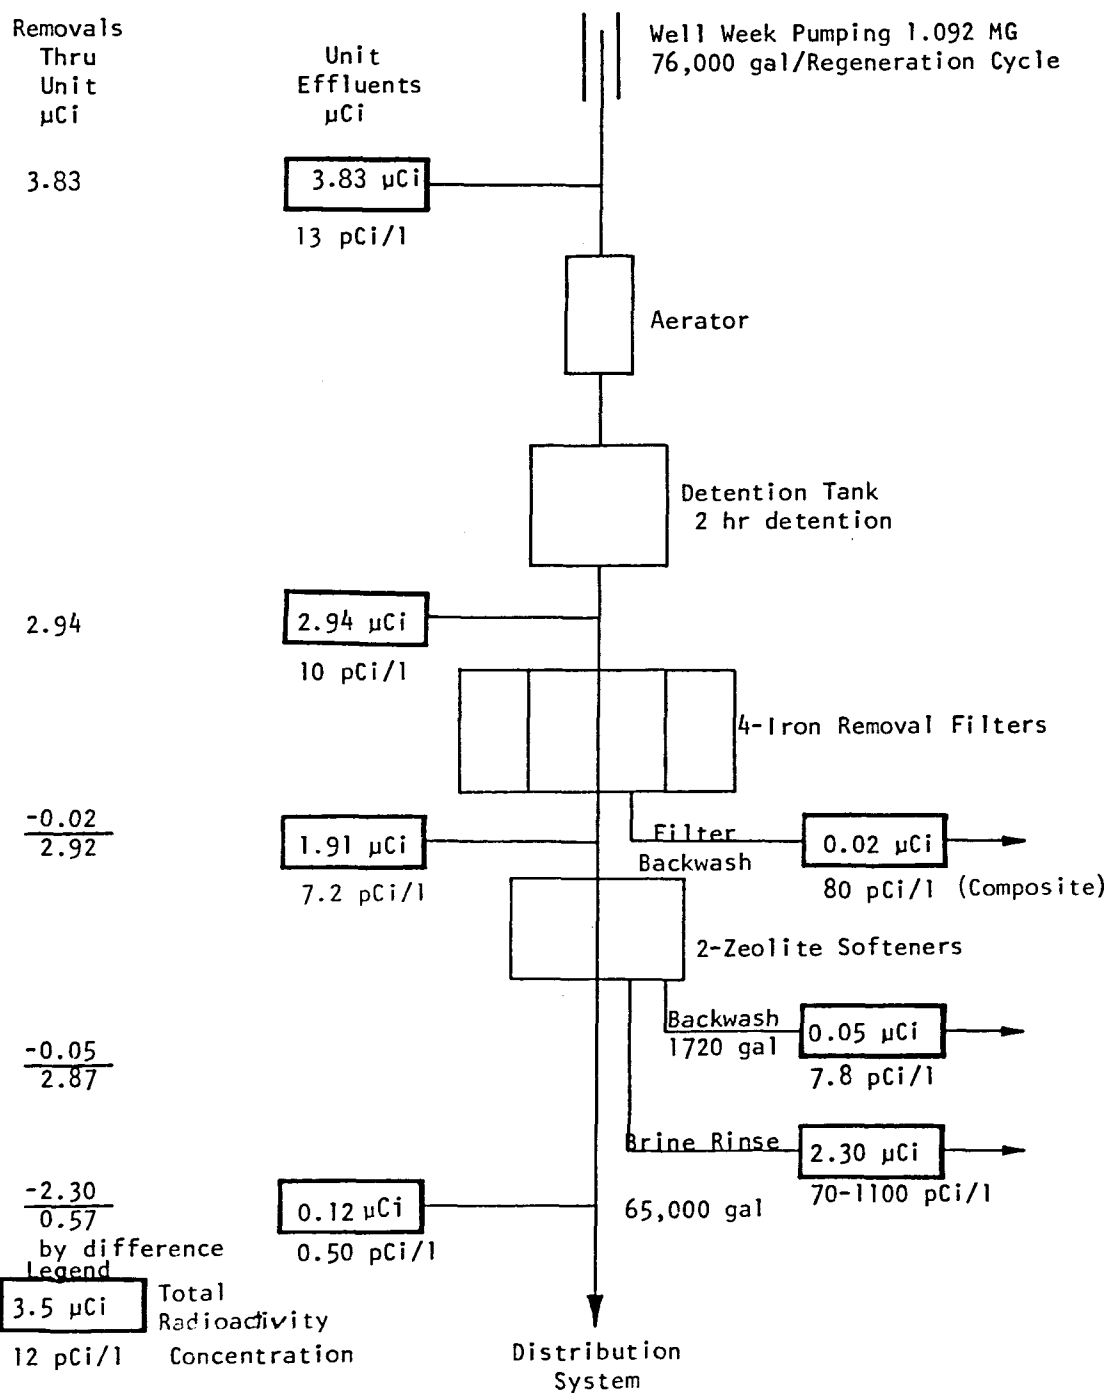 Removals
Thru
Unit
µCi
Unit
Effluents
µCi
Well Week Pumping 1.092 MG
76,000 gal/Regeneration Cycle
3.83
3.83 µCi
13 pCi/l
Aerator
Detention Tank
2 hr detention
2.94
2.94 µCi
10 pCi/l
4-Iron Removal Filters
-0.02
2.92
1.91 µCi
7.2 pCi/l
Filter
Backwash
0.02 µCi
80 pCi/l (Composite)
2-Zeolite Softeners
Backwash
1720 gal
0.05 µCi
7.8 pCi/l
-0.05
2.87
Brine Rinse
2.30 µCi
70-1100 pCi/l
-2.30
0.57
by difference
0.12 µCi
0.50 pCi/l
65,000 gal
Legend
3.5 µCi
Total
Radioactivity
12 pCi/l
Concentration
Distribution
System